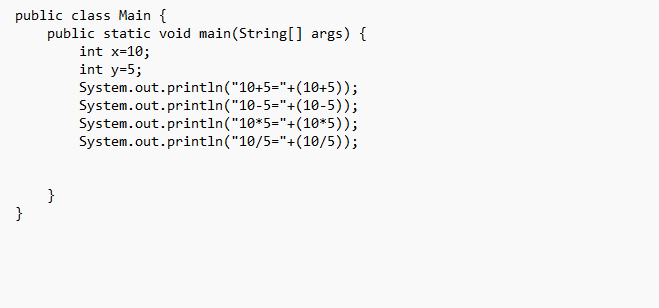 public class Main {
    public static void main(String[] args) {
        int x=10;
        int y=5;
        System.out.println("10+5="+(10+5));
        System.out.println("10-5="+(10-5));
        System.out.println("10*5="+(10*5));
        System.out.println("10/5="+(10/5));
    }
}